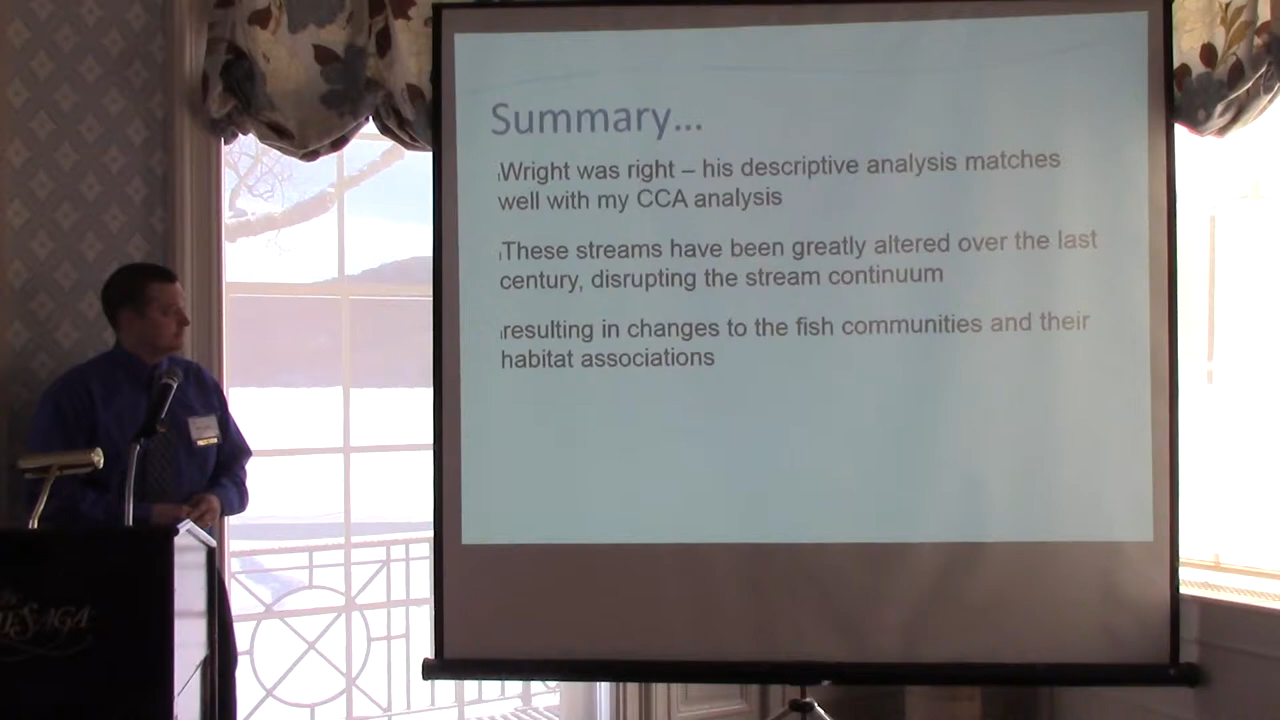 Summary...
Wright was right – his descriptive analysis matches
well with my CCA analysis
These streams have been greatly altered over the last
century, disrupting the stream continuum
resulting in changes to the fish communities and their
habitat associations